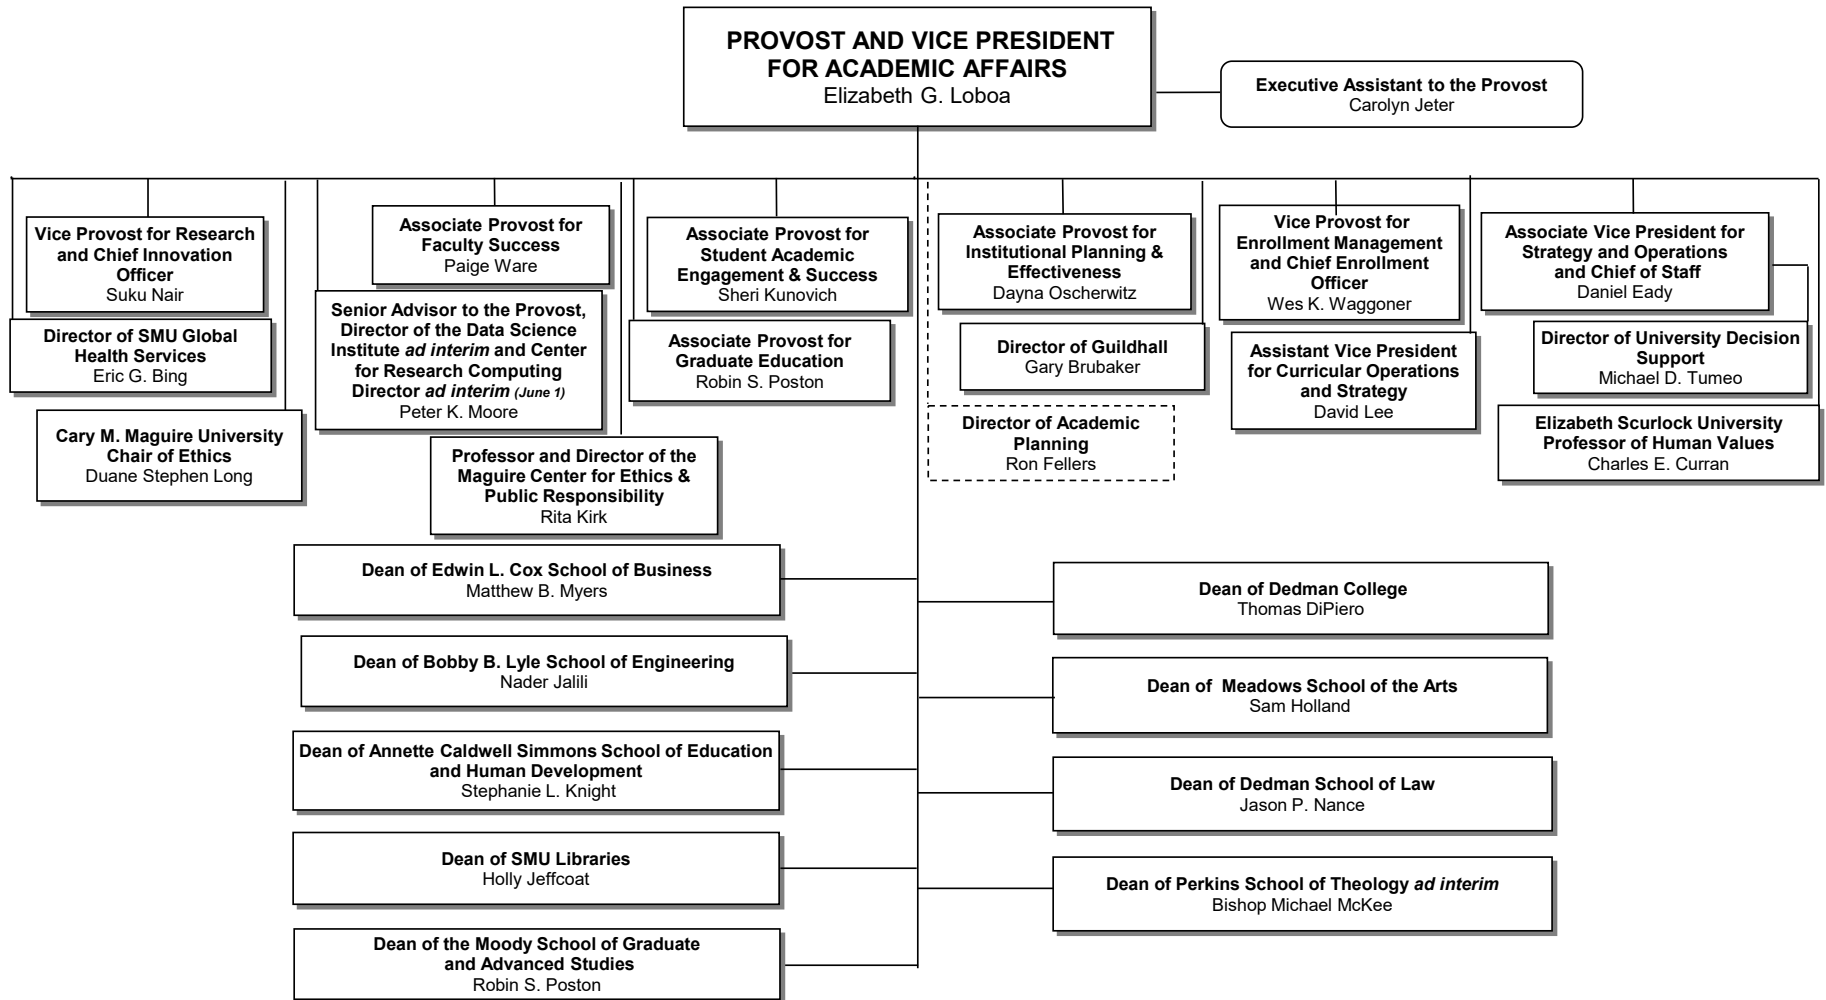 PROVOST AND VICE PRESIDENT
FOR ACADEMIC AFFAIRS
Elizabeth G. Loboa
Executive Assistant to the Provost
Carolyn Jeter
Vice Provost for Research
and Chief Innovation
Officer
Suku Nair
Director of SMU Global
Health Services
Eric G. Bing
Cary M. Maguire University
Chair of Ethics
Duane Stephen Long
Associate Provost for
Faculty Success
Paige Ware
Senior Advisor to the Provost,
Director of the Data Science
Institute ad interim and Center
for Research Computing
Director ad interim (June 1)
Peter K. Moore
Professor and Director of the
Maguire Center for Ethics &
Public Responsibility
Rita Kirk
Associate Provost for
Student Academic
Engagement & Success
Sheri Kunovich
Associate Provost for
Graduate Education
Robin S. Poston
Associate Provost for
Institutional Planning &
Effectiveness
Dayna Oscherwitz
Director of Guildhall
Gary Brubaker
Director of Academic
Planning
Ron Fellers
Vice Provost for
Enrollment Management
and Chief Enrollment
Officer
Wes K. Waggoner
Assistant Vice President
for Curricular Operations
and Strategy
David Lee
Associate Vice President for
Strategy and Operations
and Chief of Staff
Daniel Eady
Director of University Decision
Support
Michael D. Tumeo
Elizabeth Scurlock University
Professor of Human Values
Charles E. Curran
Dean of Edwin L. Cox School of Business
Matthew B. Myers
Dean of Bobby B. Lyle School of Engineering
Nader Jalili
Dean of Annette Caldwell Simmons School of Education
and Human Development
Stephanie L. Knight
Dean of SMU Libraries
Holly Jeffcoat
Dean of the Moody School of Graduate
and Advanced Studies
Robin S. Poston
Dean of Dedman College
Thomas DiPiero
Dean of  Meadows School of the Arts
Sam Holland
Dean of Dedman School of Law
Jason P. Nance
Dean of Perkins School of Theology ad interim
Bishop Michael McKee